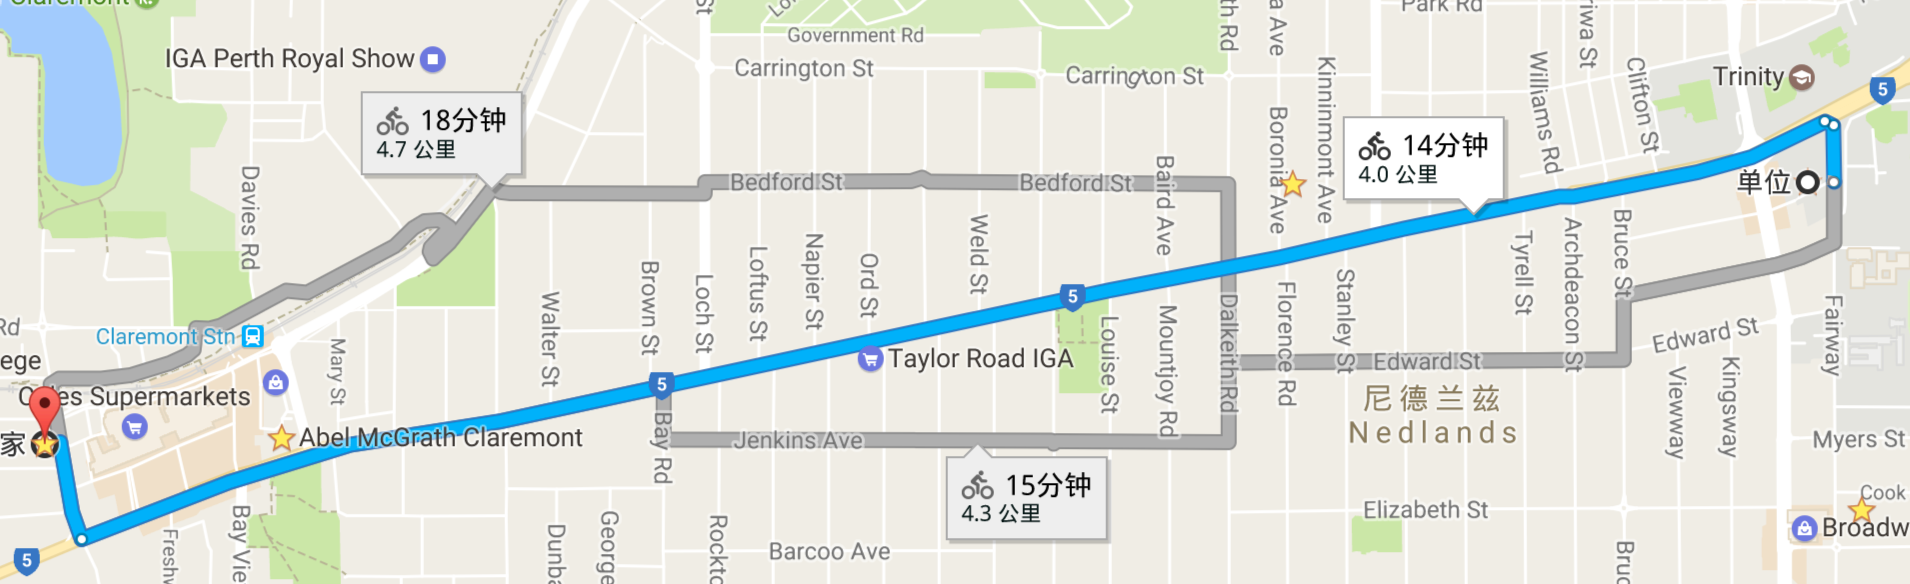 Claremont
IGA Perth Royal Show
Government Rd
Carrington St
Carrington St
Park Rd
Trinity
5
18分钟
4.7 公里
14分钟
4.0 公里
Bedford St
Bedford St
单位
Davies Rd
Brown St
Loch St
Loftus St
Napier St
Ord St
Weld St
Baird Ave
Boronia Ave
Kinninmont Ave
Williams Rd
Clifton St
Tyrell St
Archdeacon St
Bruce St
Walter St
Mary St
Claremont Stn
5
Taylor Road IGA
Louise St
Mountjoy Rd
Dalkeith Rd
Florence Rd
Stanley St
Edward St
Edward St
Fairway
5
Supermarkets
尼德兰兹
Nedlands
Viewway
Kingsway
家
Abel McGrath Claremont
Bay Rd
Jenkins Ave
Myers St
15分钟
4.3 公里
Elizabeth St
Cook
Broadw
5
Bay Vie
Barcoo Ave